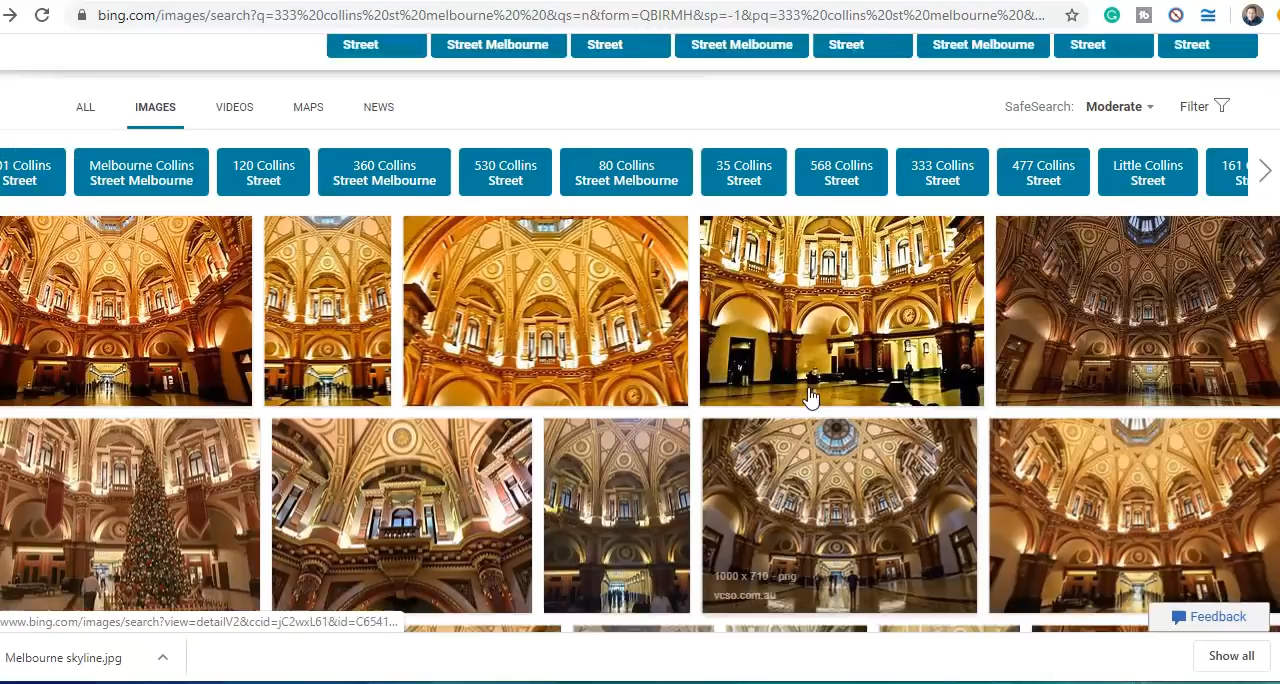 bing.com/images/search?q=333%20collins%20st%20melbourne%20%20&qs=n&form=QBIRMH&sp=-1&pq=333%20collins%20st%20melbourne%20&...
Street
Street Melbourne
Street
Street Melbourne
Street
Street Melbourne
Street
Street
ALL
IMAGES
VIDEOS
MAPS
NEWS
SafeSearch: Moderate
Filter
01 Collins
Street
Melbourne Collins
Street Melbourne
120 Collins
Street
360 Collins
Street Melbourne
530 Collins
Street
80 Collins
Street Melbourne
35 Collins
Street
568 Collins
Street
333 Collins
Street
477 Collins
Street
Little Collins
Street
161
1000 x 710 - png
vcso.com.au
www.bing.com/images/search?view=detailV2&ccid=jC2wxL61&id=C6541...
Feedback
Melbourne skyline.jpg
Show all